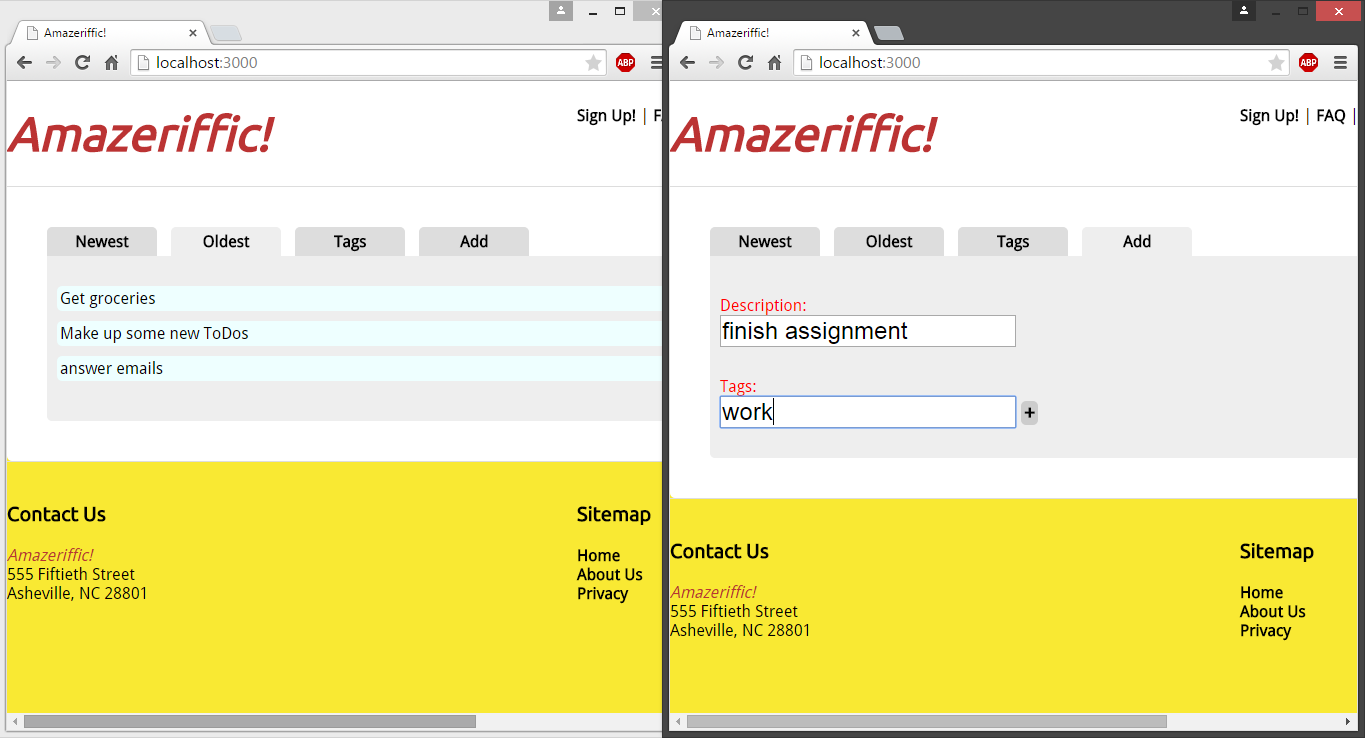 Amazeriffic!
localhost:3000
ABP
Amazeriffic!
Sign Up! |
Newest Oldest Tags Add
Get groceries
Make up some new ToDos
answer emails
Contact Us
Amazeriffic!
555 Fiftieth Street
Asheville, NC 28801
Sitemap
Home
About Us
Privacy
Amazeriffic!
localhost:3000
ABP
Amazeriffic!
Sign Up! | FAQ |
Newest Oldest Tags Add
Description:
finish assignment
Tags:
work
+
Contact Us
Amazeriffic!
555 Fiftieth Street
Asheville, NC 28801
Sitemap
Home
About Us
Privacy